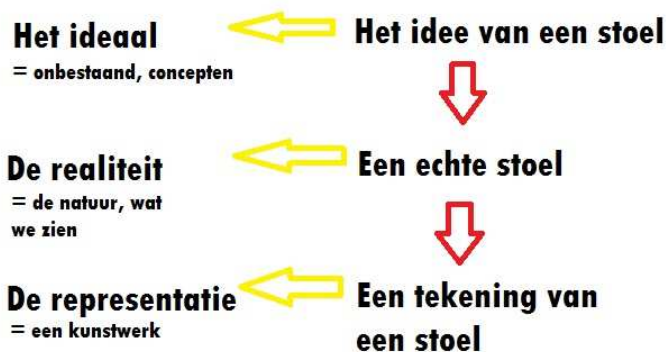 Het ideaal
= onbestaand, concepten
Het idee van een stoel
De realiteit
= de natuur, wat
we zien
Een echte stoel
De representatie
= een kunstwerk
Een tekening van
een stoel